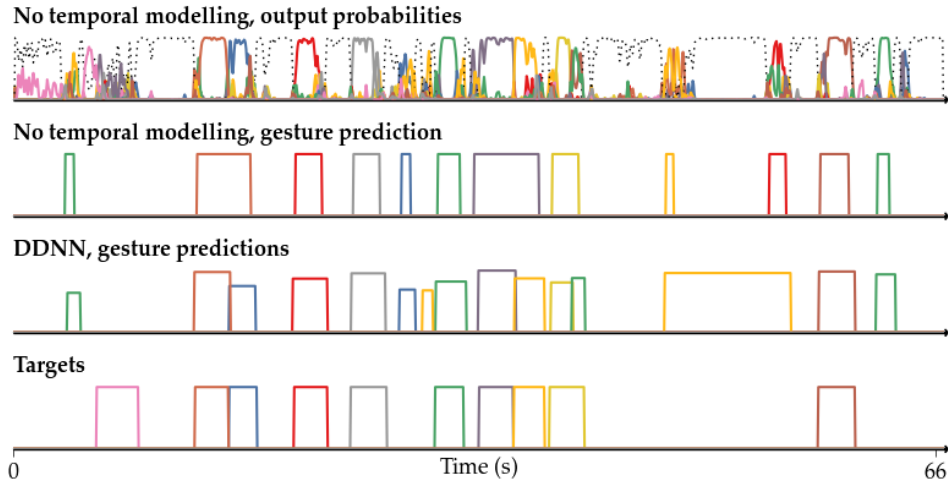 No temporal modelling, output probabilities
No temporal modelling, gesture prediction
DDNN, gesture predictions
Targets
0
Time (s)
66